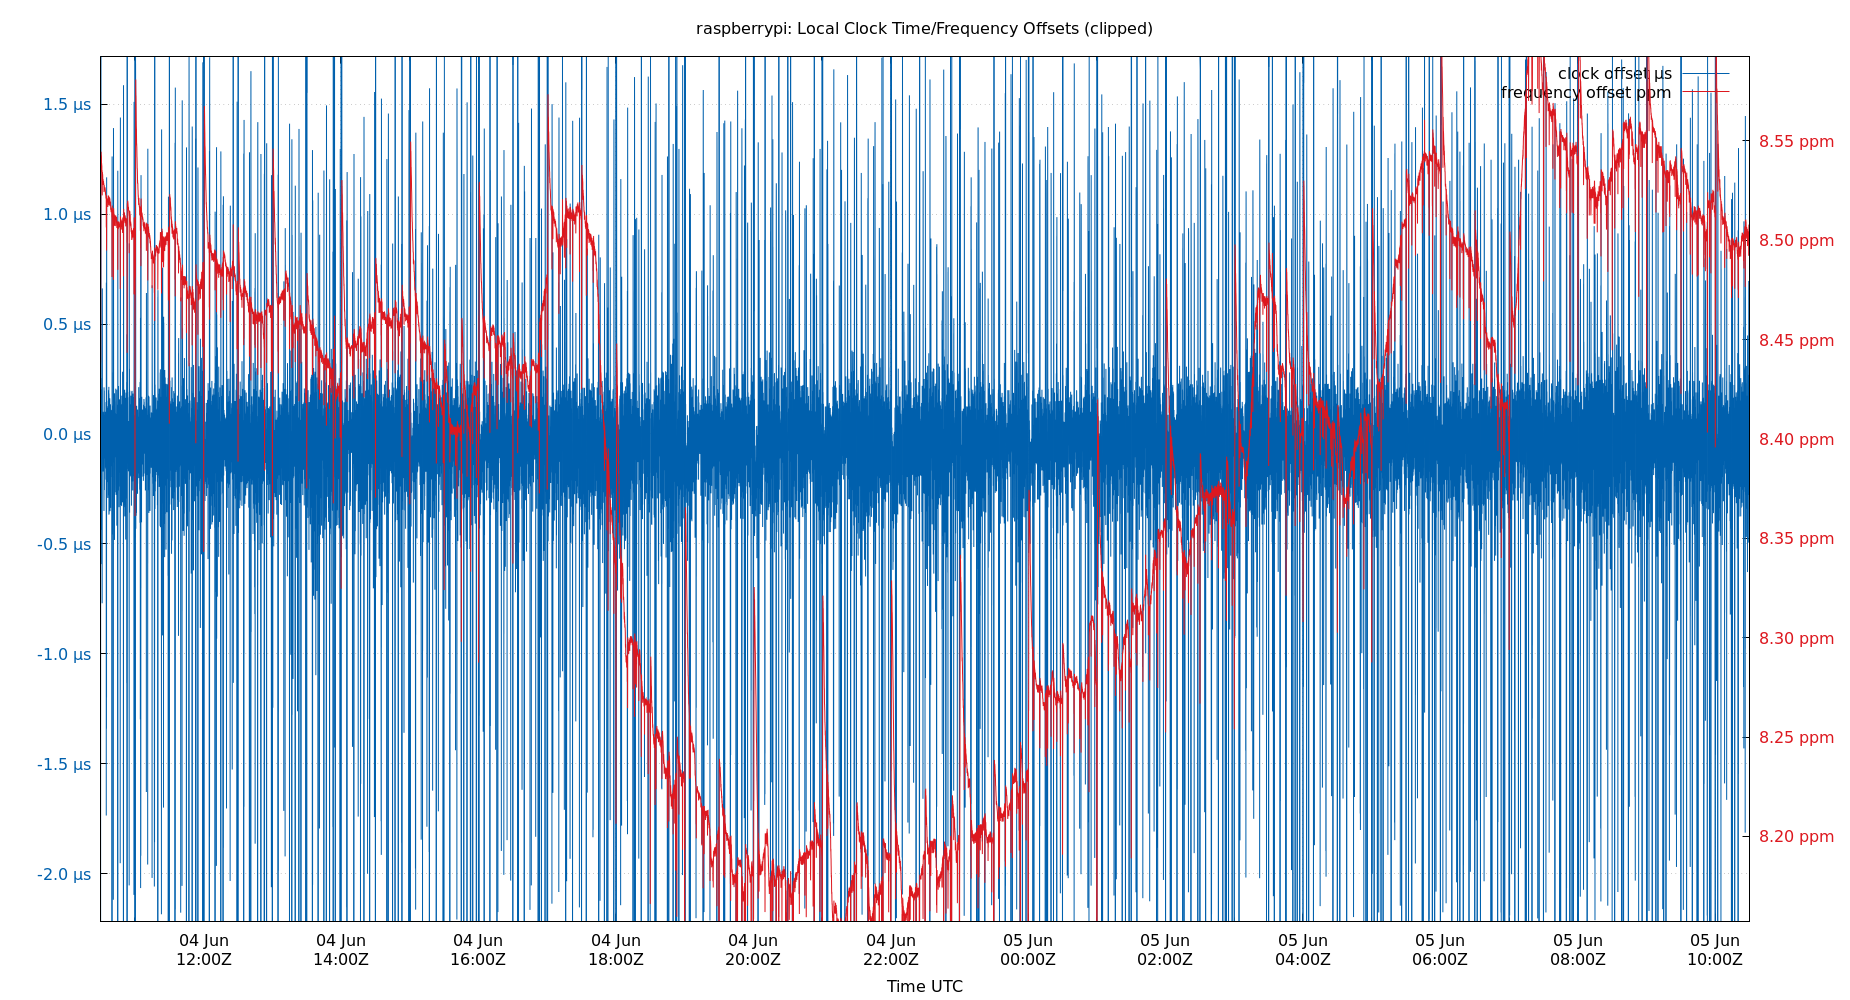 raspberrypi: Local Clock Time/Frequency Offsets (clipped)
clock offset µs
frequency offset ppm
1.5 µs
1.0 µs
0.5 µs
0.0 µs
-0.5 µs
-1.0 µs
-1.5 µs
-2.0 µs
8.55 ppm
8.50 ppm
8.45 ppm
8.40 ppm
8.35 ppm
8.30 ppm
8.25 ppm
8.20 ppm
04 Jun 04 Jun 04 Jun 04 Jun 04 Jun 04 Jun 05 Jun 05 Jun 05 Jun 05 Jun 05 Jun 05 Jun
12:00Z 14:00Z 16:00Z 18:00Z 20:00Z 22:00Z 00:00Z 02:00Z 04:00Z 06:00Z 08:00Z 10:00Z
Time UTC